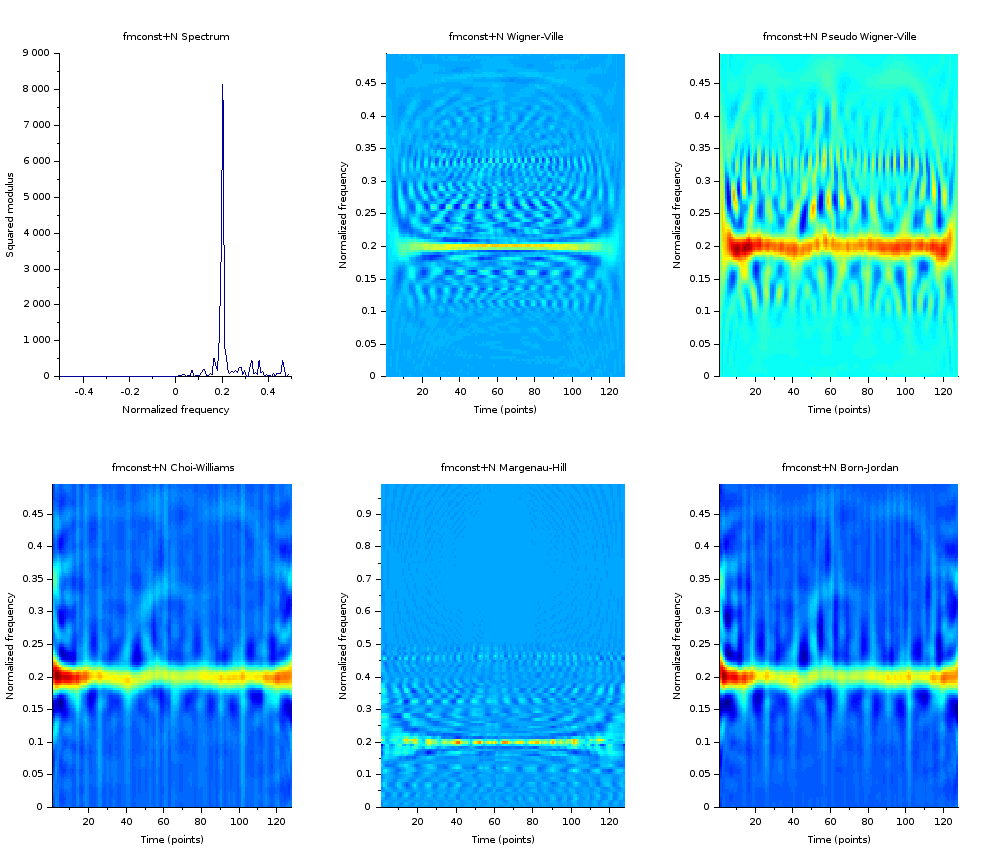 fmconst+N Spectrum
9 000
8 000
7 000
6 000
5 000
4 000
3 000
2 000
1 000
0
Squared modulus
-0.4 -0.2 0 0.2 0.4
Normalized frequency
fmconst+N Wigner-Ville
0.45
0.4
0.35
0.3
0.25
0.2
0.15
0.1
0.05
0
Normalized frequency
20 40 60 80 100 120
Time (points)
fmconst+N Pseudo Wigner-Ville
0.45
0.4
0.35
0.3
0.25
0.2
0.15
0.1
0.05
0
Normalized frequency
20 40 60 80 100 120
Time (points)
fmconst+N Choi-Williams
0.45
0.4
0.35
0.3
0.25
0.2
0.15
0.1
0.05
0
Normalized frequency
20 40 60 80 100 120
Time (points)
fmconst+N Margenau-Hill
0.9
0.8
0.7
0.6
0.5
0.4
0.3
0.2
0.1
0
Normalized frequency
20 40 60 80 100 120
Time (points)
fmconst+N Born-Jordan
0.45
0.4
0.35
0.3
0.25
0.2
0.15
0.1
0.05
0
Normalized frequency
20 40 60 80 100 120
Time (points)